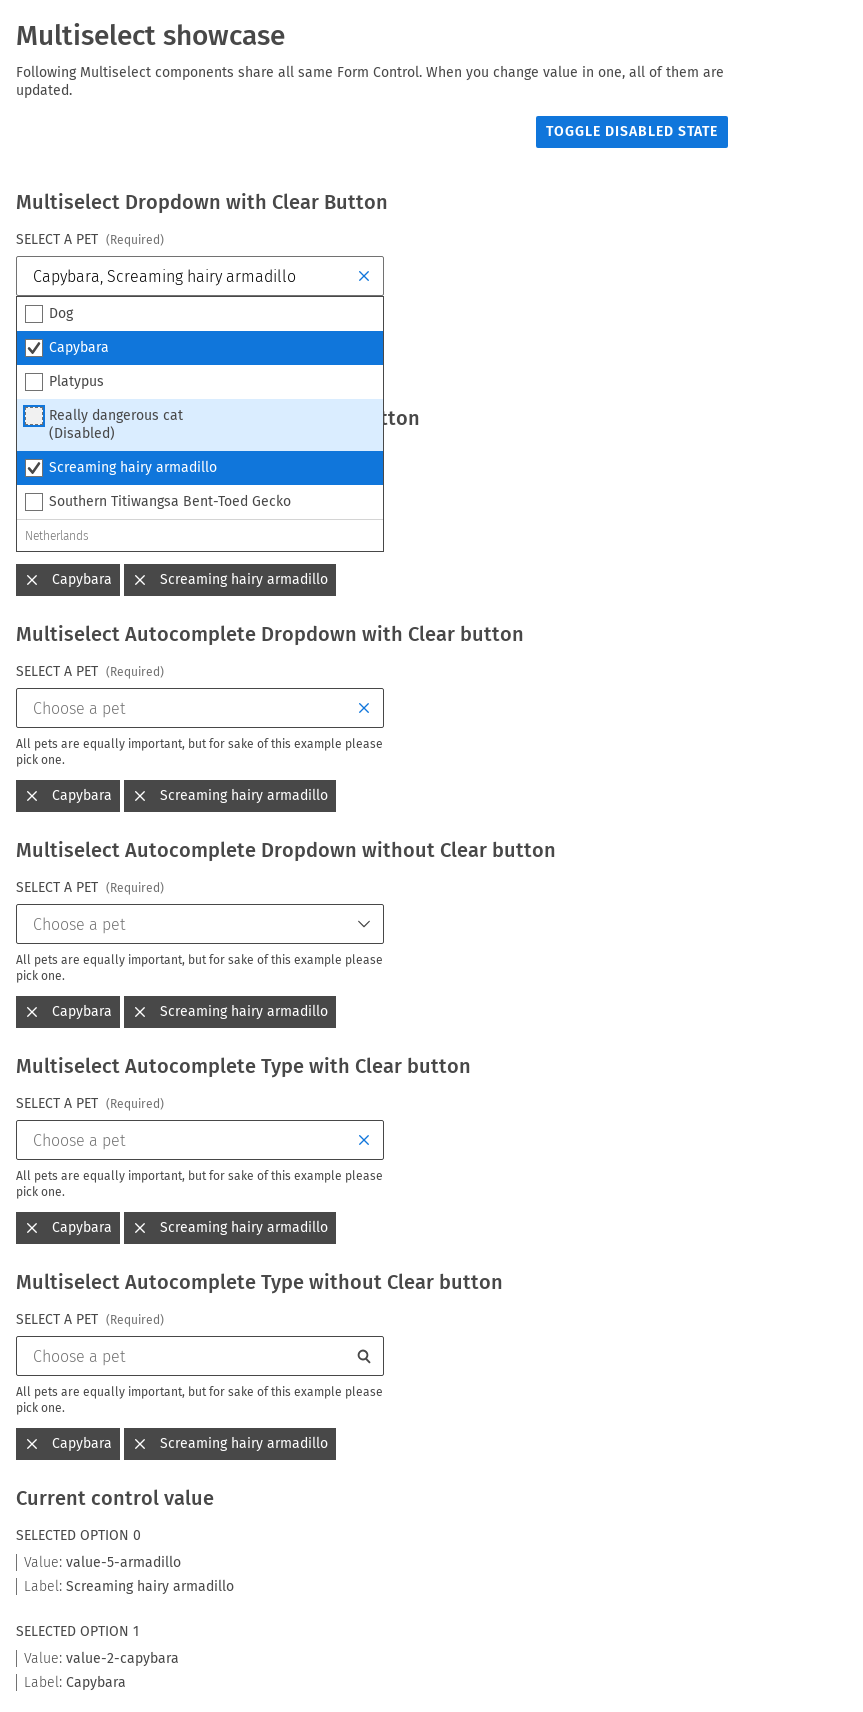 Multiselect showcase
Following Multiselect components share all same Form Control. When you change value in one, all of them are
updated.
TOGGLE DISABLED STATE
Multiselect Dropdown with Clear Button
SELECT A PET (Required)
Capybara, Screaming hairy armadillo
Dog
Capybara
Platypus
Really dangerous cat
(Disabled)
Screaming hairy armadillo
Southern Titiwangsa Bent-Toed Gecko
Netherlands
Capybara Screaming hairy armadillo
Multiselect Autocomplete Dropdown with Clear button
SELECT A PET (Required)
Choose a pet
All pets are equally important, but for sake of this example please
pick one.
Capybara Screaming hairy armadillo
Multiselect Autocomplete Dropdown without Clear button
SELECT A PET (Required)
Choose a pet
All pets are equally important, but for sake of this example please
pick one.
Capybara Screaming hairy armadillo
Multiselect Autocomplete Type with Clear button
SELECT A PET (Required)
Choose a pet
All pets are equally important, but for sake of this example please
pick one.
Capybara Screaming hairy armadillo
Multiselect Autocomplete Type without Clear button
SELECT A PET (Required)
Choose a pet
All pets are equally important, but for sake of this example please
pick one.
Capybara Screaming hairy armadillo
Current control value
SELECTED OPTION 0
Value: value-5-armadillo
Label: Screaming hairy armadillo
SELECTED OPTION 1
Value: value-2-capybara
Label: Capybara